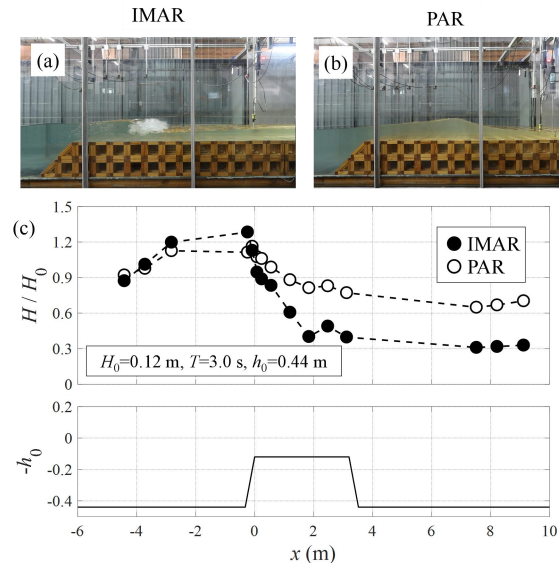 IMAR PAR
(a) (b)
(c)
1.5
1.2
0.9
0.6
0.3
0
H / H0
IMAR
PAR
H0=0.12 m, T=3.0 s, h0=0.44 m
0.2
0
-0.2
-0.4
-h0
-6 -4 -2 0 2 4 6 8 10
x (m)